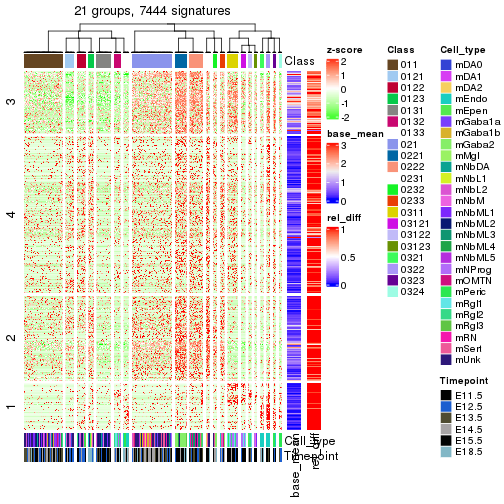 21 groups, 7444 signatures
Class
3
4
2
1
Cell_type
Timepoint
base_mean
rel_diff
z-score
2
1
0
-1
-2
base_mean
3
2
1
0
rel_diff
1
0.5
0
Class
011
0121
0122
0123
0131
0132
0133
021
0221
0222
0231
0232
0233
0311
03121
03122
03123
0321
0322
0323
0324
Cell_type
mDA0
mDA1
mDA2
mEndo
mEpen
mGaba1a
mGaba1b
mGaba2
mMgl
mNbDA
mNbL1
mNbL2
mNbM
mNbML1
mNbML2
mNbML3
mNbML4
mNbML5
mNProg
mOMTN
mPeric
mRgl1
mRgl2
mRgl3
mRN
mSert
mUnk
Timepoint
E11.5
E12.5
E13.5
E14.5
E15.5
E18.5